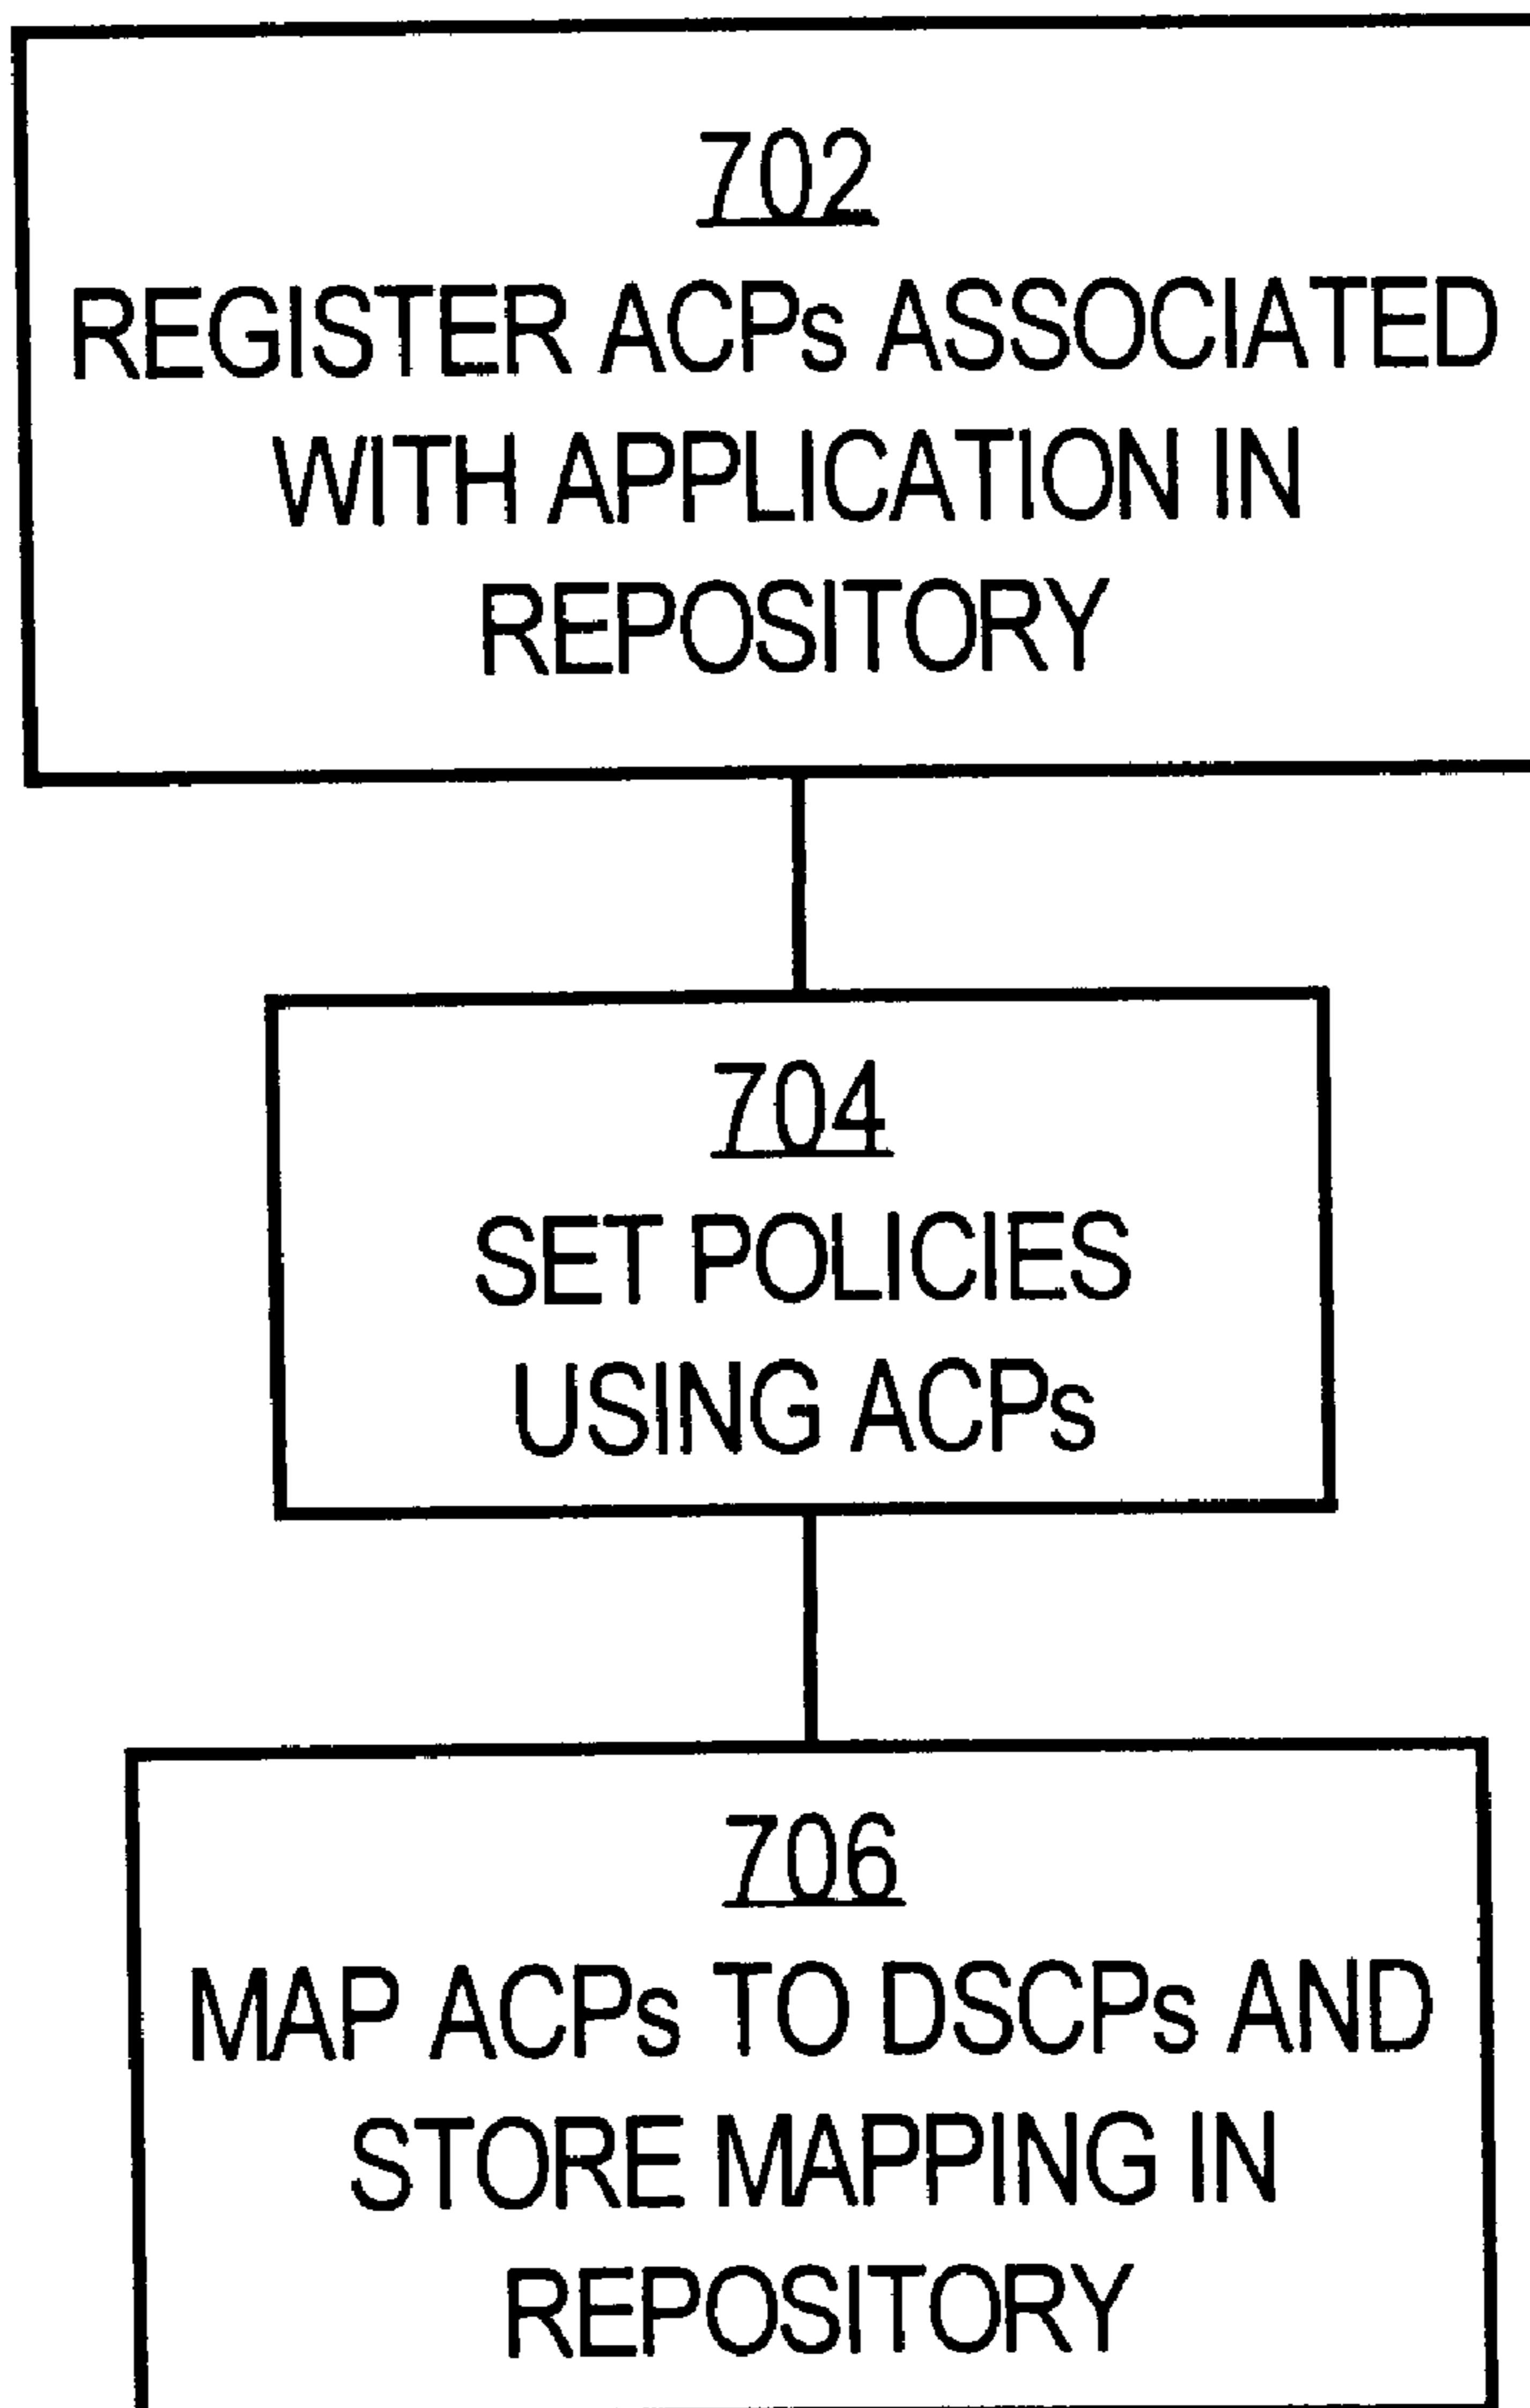 702
REGISTER ACPs ASSOCIATED
WITH APPLICATION IN
REPOSITORY
704
SET POLICIES
USING ACPs
706
MAP ACPs TO DSCPs AND
STORE MAPPING IN
REPOSITORY